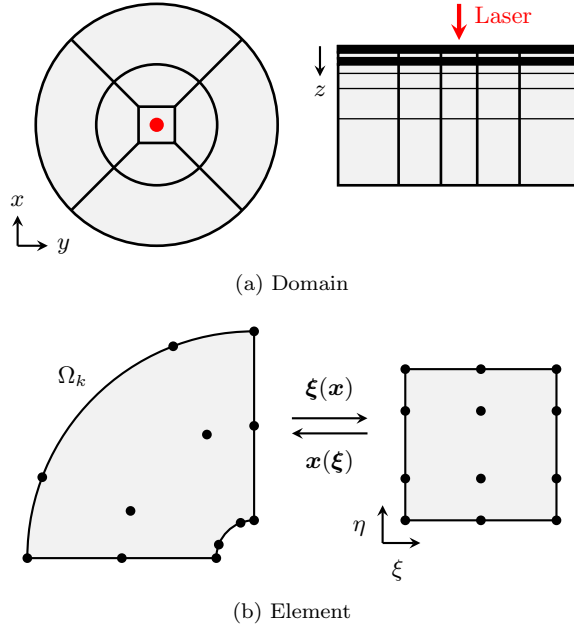 Laser
z
x
y
(a) Domain
Ω_k
ξ(x)
x(ξ)
η
ξ
(b) Element